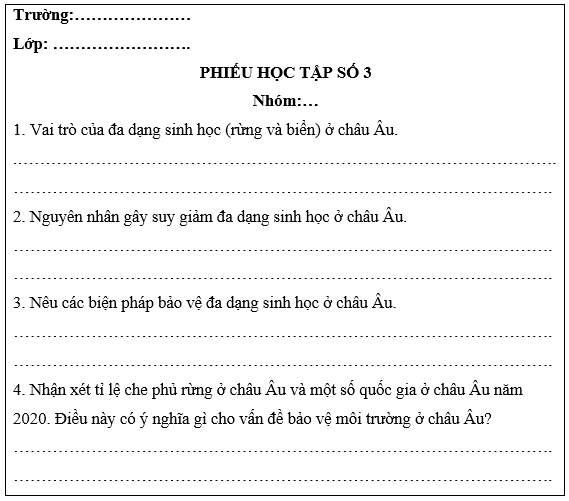 Trường:…………………
Lớp: …………………….
PHIẾU HỌC TẬP SỐ 3
Nhóm:…
1. Vai trò của đa dạng sinh học (rừng và biển) ở châu Âu.
…………………………………………………………………………………….
…………………………………………………………………………………….
2. Nguyên nhân gây suy giảm đa dạng sinh học ở châu Âu.
…………………………………………………………………………………….
…………………………………………………………………………………….
3. Nêu các biện pháp bảo vệ đa dạng sinh học ở châu Âu.
…………………………………………………………………………………….
…………………………………………………………………………………….
4. Nhận xét tỉ lệ che phủ rừng ở châu Âu và một số quốc gia ở châu Âu năm
2020. Điều này có ý nghĩa gì cho vấn đề bảo vệ môi trường ở châu Âu?
…………………………………………………………………………………….
…………………………………………………………………………………….